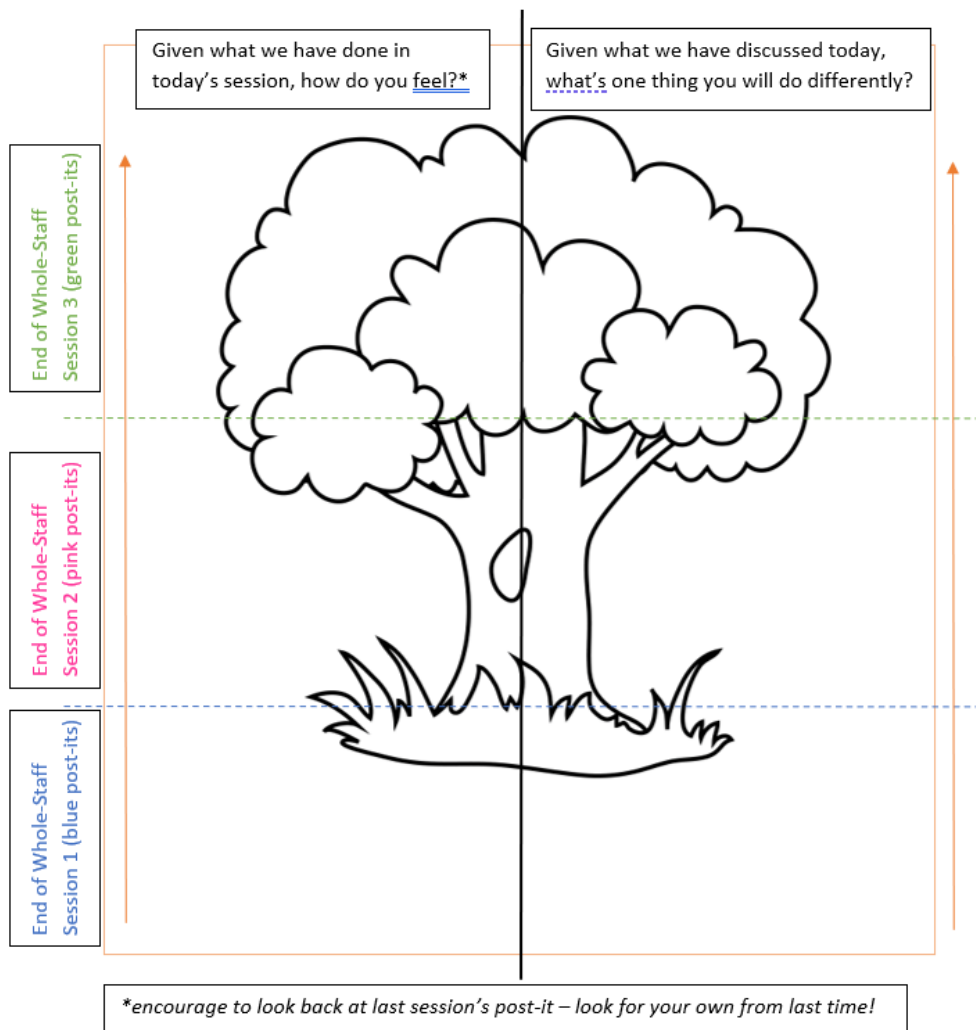 Given what we have done in
today’s session, how do you feel?*
Given what we have discussed today,
what’s one thing you will do differently?
End of Whole-Staff
Session 3 (green post-its)
End of Whole-Staff
Session 2 (pink post-its)
End of Whole-Staff
Session 1 (blue post-its)
*encourage to look back at last session’s post-it – look for your own from last time!